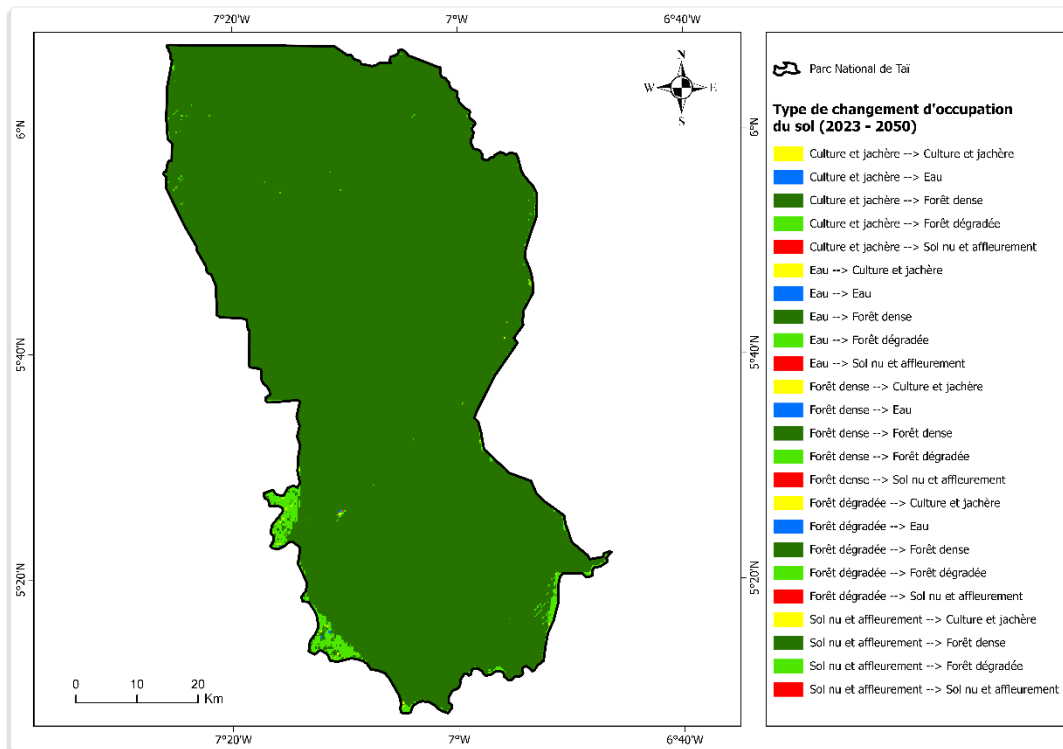 7°20'W 7°W 6°40'W
N
W E
S
6°N 6°N
5°40'N 5°40'N
5°20'N 5°20'N
0 10 20
Km
7°20'W 7°W 6°40'W
Parc National de Taï
Type de changement d'occupation
du sol (2023 - 2050)
Culture et jachère --> Culture et jachère
Culture et jachère --> Eau
Culture et jachère --> Forêt dense
Culture et jachère --> Forêt dégradée
Culture et jachère --> Sol nu et affleurement
Eau --> Culture et jachère
Eau --> Eau
Eau --> Forêt dense
Eau --> Forêt dégradée
Eau --> Sol nu et affleurement
Forêt dense --> Culture et jachère
Forêt dense --> Eau
Forêt dense --> Forêt dense
Forêt dense --> Forêt dégradée
Forêt dense --> Sol nu et affleurement
Forêt dégradée --> Culture et jachère
Forêt dégradée --> Eau
Forêt dégradée --> Forêt dense
Forêt dégradée --> Forêt dégradée
Forêt dégradée --> Sol nu et affleurement
Sol nu et affleurement --> Culture et jachère
Sol nu et affleurement --> Forêt dense
Sol nu et affleurement --> Forêt dégradée
Sol nu et affleurement --> Sol nu et affleurement